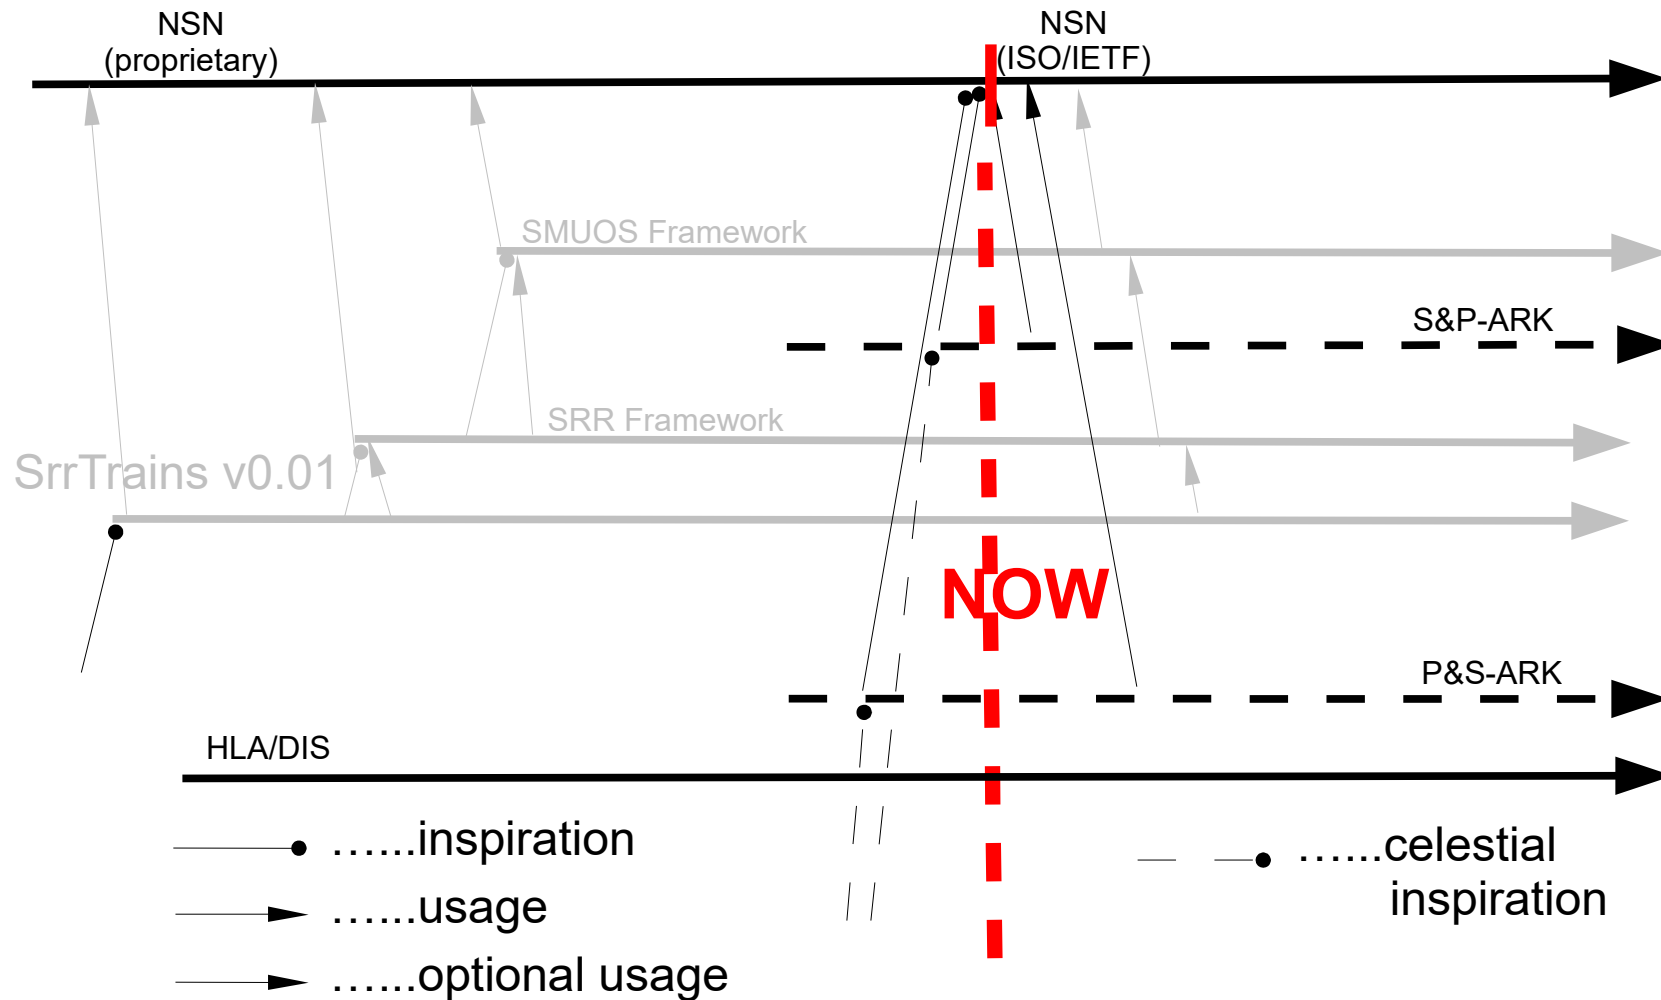 NSN
(proprietary)
NSN
(ISO/IETF)
SMUOS Framework
S&P-ARK
SRR Framework
SrrTrains v0.01
NOW
P&S-ARK
HLA/DIS
…...inspiration
…...usage
…...optional usage
…...celestial
inspiration